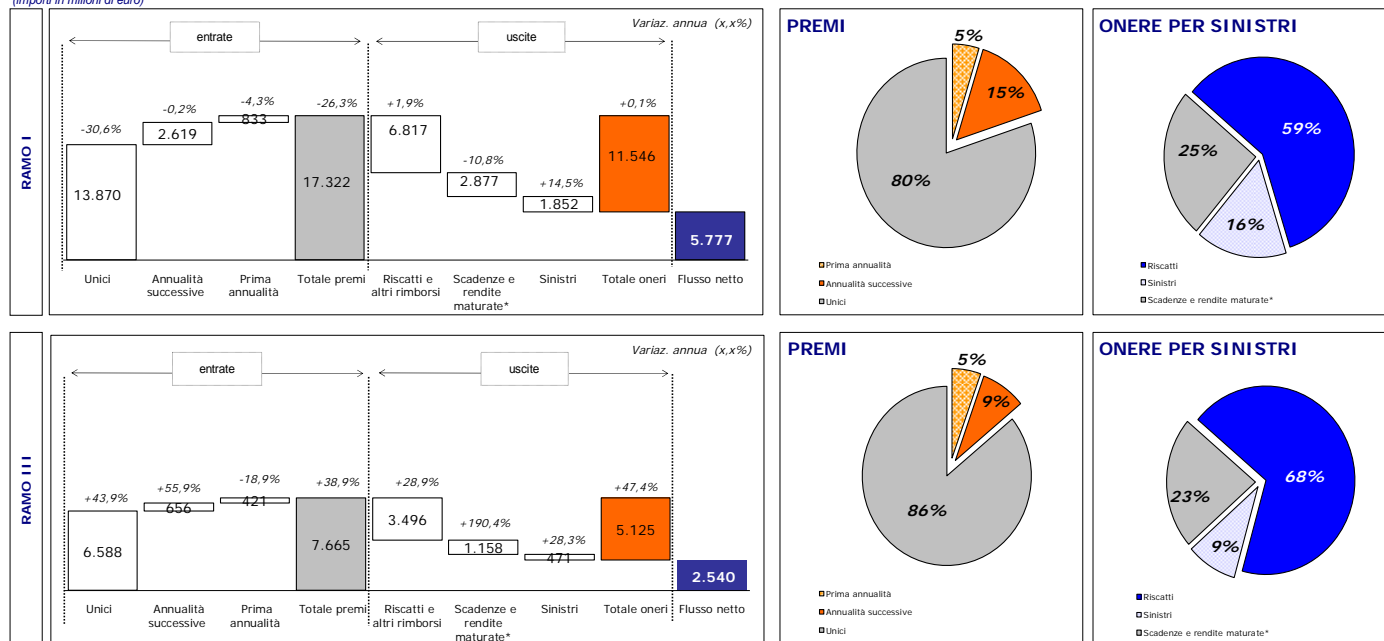 (importi in milioni di euro)
RAMO I
entrate
uscite
Variaz. annua (x,x%)
-30,6%
-0,2%
-4,3%
-26,3%
+1,9%
-10,8%
+14,5%
+0,1%
13.870
2.619
833
17.322
6.817
2.877
1.852
11.546
5.777
Unici
Annualità
successive
Prima
annualità
Totale premi
Riscatti e
altri rimborsi
Scadenze e
rendite
maturate*
Sinistri
Totale oneri
Flusso netto
PREMI
5%
15%
80%
Prima annualità
Annualità successive
Unici
ONERE PER SINISTRI
59%
25%
16%
Riscatti
Sinistri
Scadenze e rendite maturate*
RAMO III
entrate
uscite
Variaz. annua (x,x%)
+43,9%
+55,9%
-18,9%
+38,9%
+28,9%
+190,4%
+28,3%
+47,4%
6.588
656
421
7.665
3.496
1.158
471
5.125
2.540
Unici
Annualità
successive
Prima
annualità
Totale premi
Riscatti e
altri rimborsi
Scadenze e
rendite
maturate*
Sinistri
Totale oneri
Flusso netto
PREMI
5%
9%
86%
Prima annualità
Annualità successive
Unici
ONERE PER SINISTRI
68%
23%
9%
Riscatti
Sinistri
Scadenze e rendite maturate*